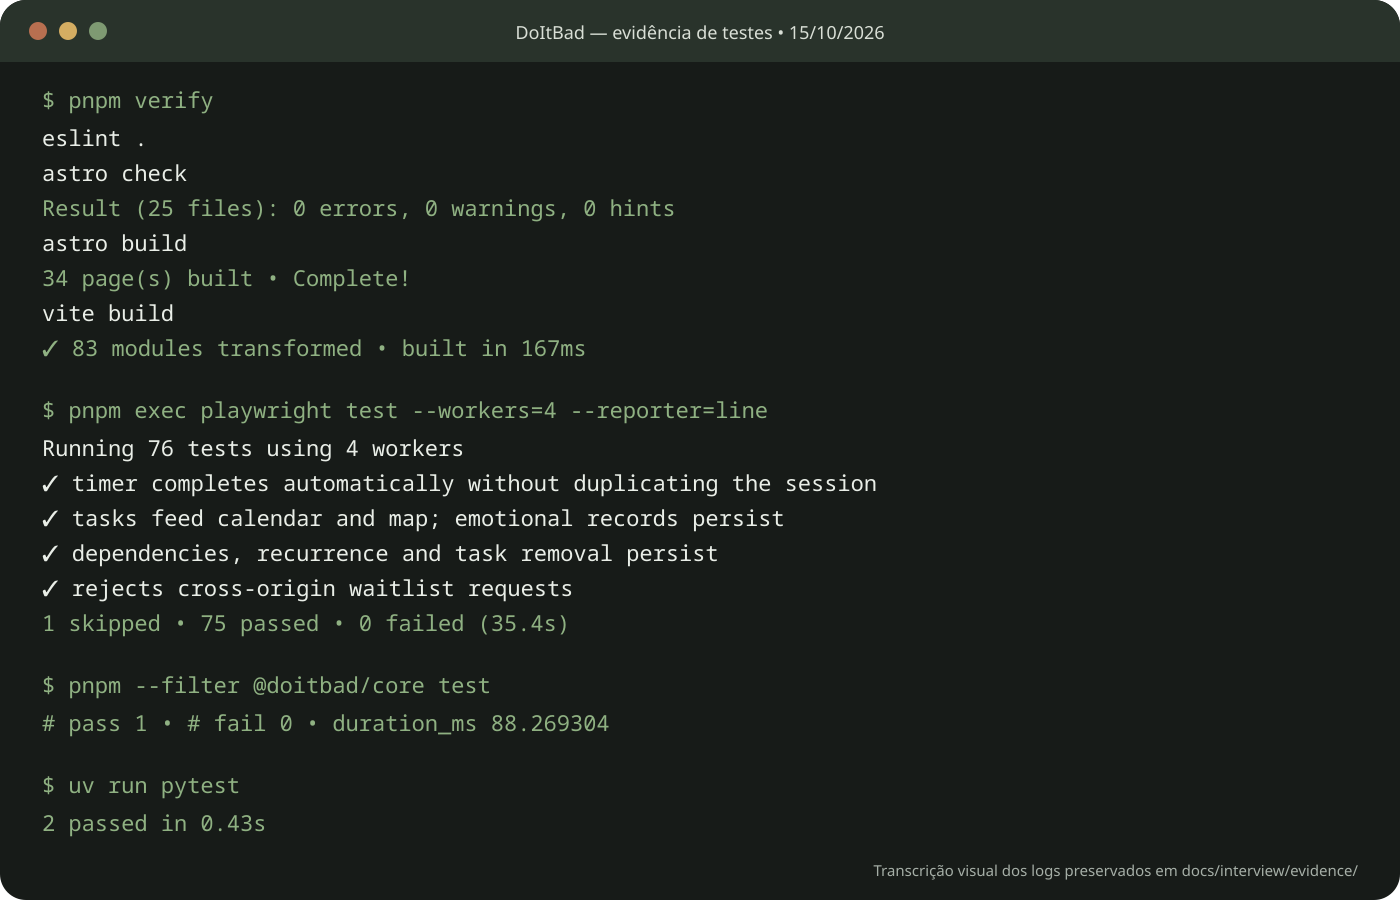 DoItBad — evidência de testes • 15/10/2026
$ pnpm verify
eslint .
astro check
Result (25 files): 0 errors, 0 warnings, 0 hints
astro build
34 page(s) built • Complete!
vite build
✓ 83 modules transformed • built in 167ms
$ pnpm exec playwright test --workers=4 --reporter=line
Running 76 tests using 4 workers
✓ timer completes automatically without duplicating the session
✓ tasks feed calendar and map; emotional records persist
✓ dependencies, recurrence and task removal persist
✓ rejects cross-origin waitlist requests
1 skipped • 75 passed • 0 failed (35.4s)
$ pnpm --filter @doitbad/core test
# pass 1 • # fail 0 • duration_ms 88.269304
$ uv run pytest
2 passed in 0.43s
Transcrição visual dos logs preservados em docs/interview/evidence/